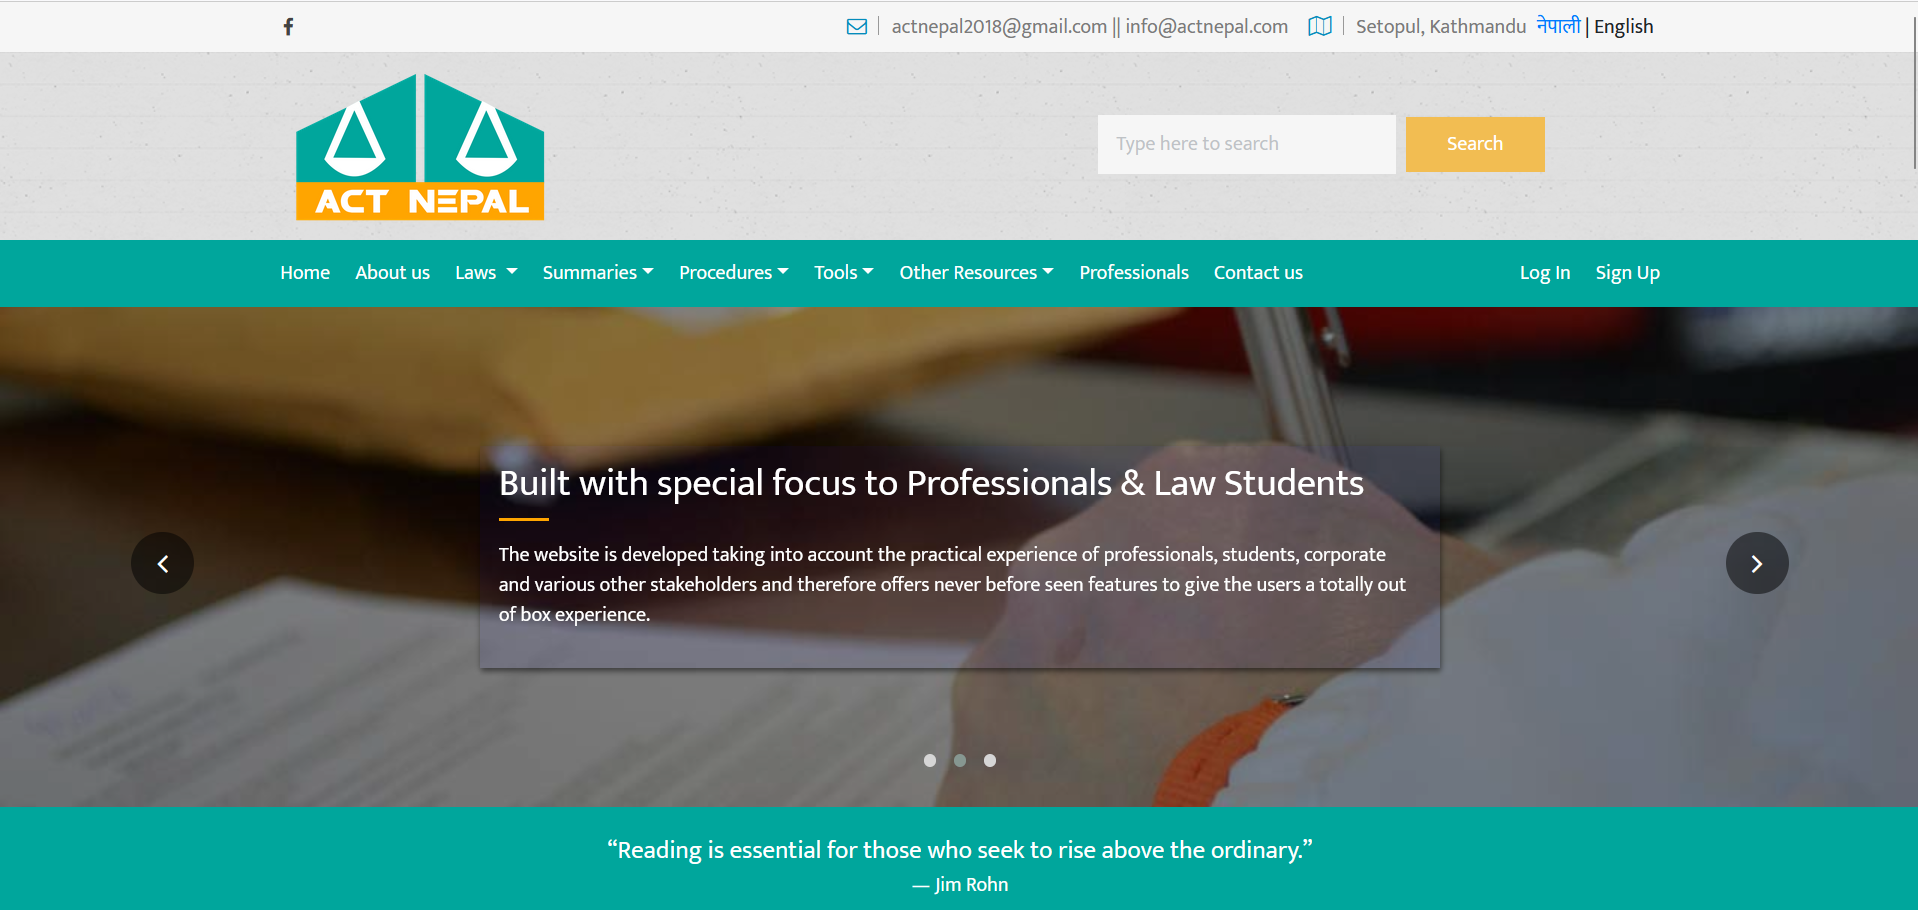 actnepal2018@gmail.com || info@actnepal.com Setopul, Kathmandu नेपाली | English
ACT NEPAL
Type here to search Search
Home About us Laws Summaries Procedures Tools Other Resources Professionals Contact us Log In Sign Up
Built with special focus to Professionals & Law Students
The website is developed taking into account the practical experience of professionals, students, corporate
and various other stakeholders and therefore offers never before seen features to give the users a totally out
of box experience.
“Reading is essential for those who seek to rise above the ordinary.”
— Jim Rohn